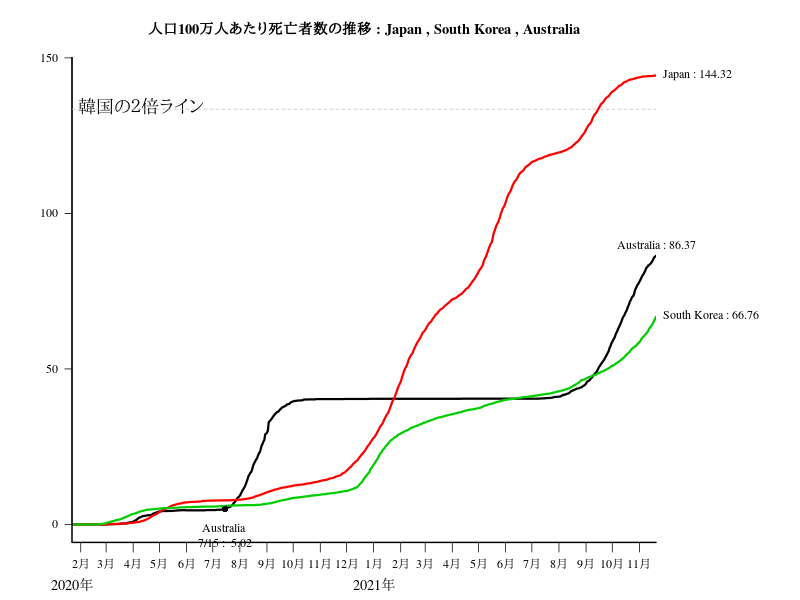 人口100万人あたり死亡者数の推移 : Japan , South Korea , Australia
150
Japan : 144.32
韓国の2倍ライン
100
Australia : 86.37
South Korea : 66.76
50
0
Australia
7/15 : 5.02
2月 3月 4月 5月 6月 7月 8月 9月 10月 11月 12月 1月 2月 3月 4月 5月 6月 7月 8月 9月 10月 11月
2020年 2021年